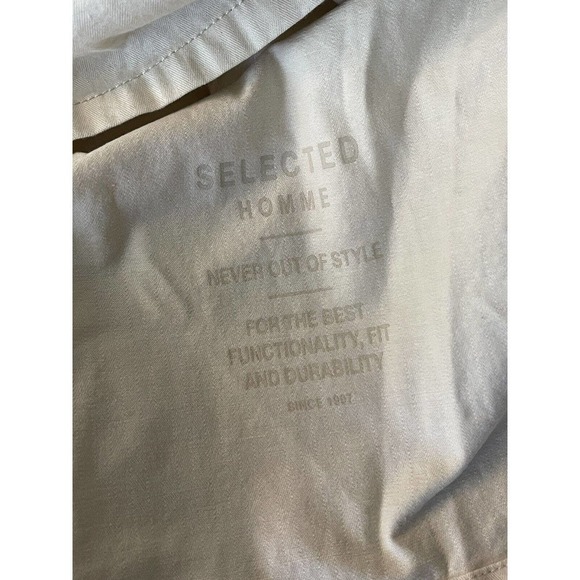 SELECTED
HOMME
NEVER OUT OF STYLE
FOR THE BEST
FUNCTIONALITY, FIT
AND DURABILITY
SINCE 1997